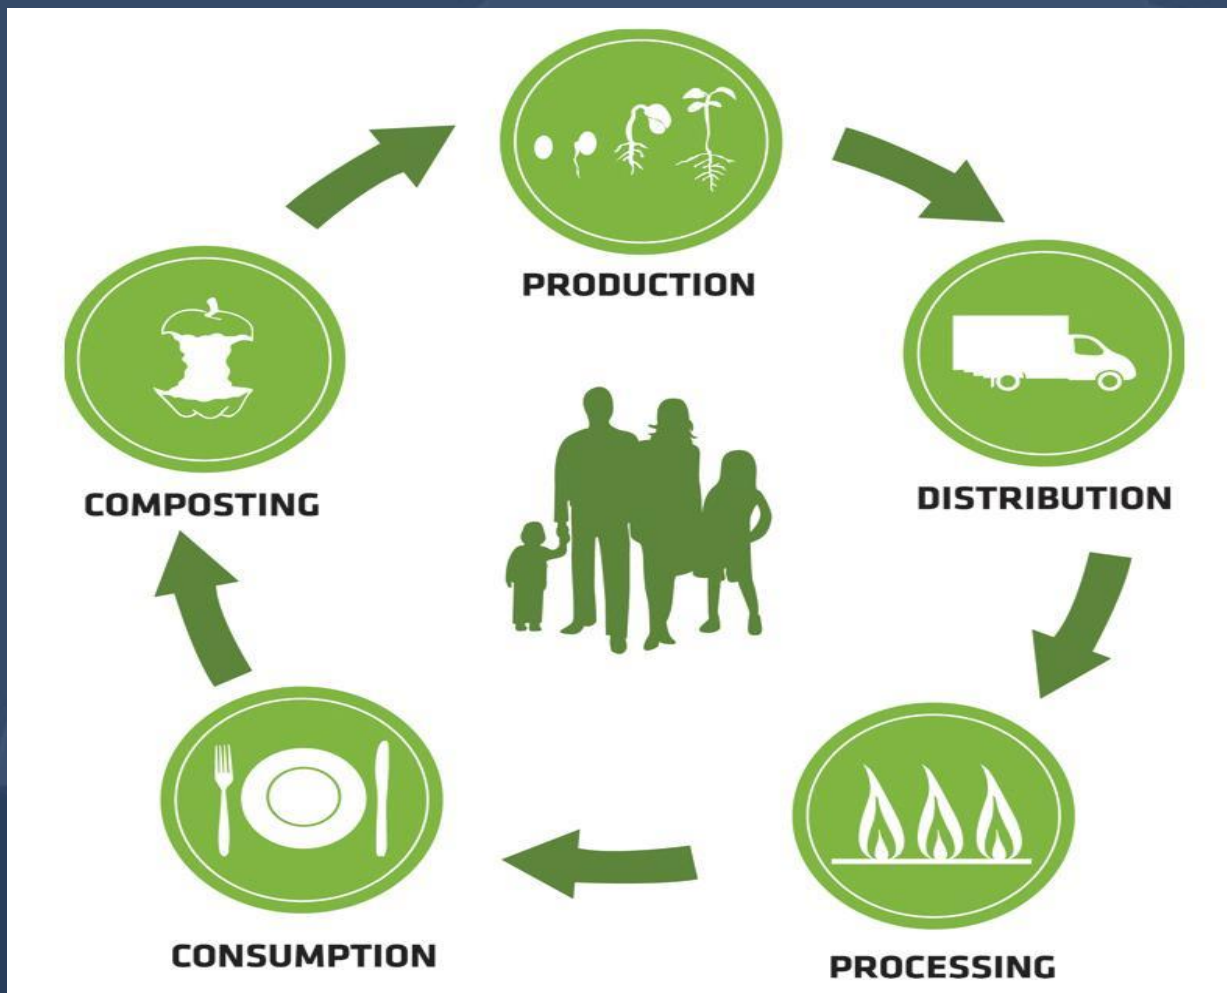 PRODUCTION
DISTRIBUTION
PROCESSING
CONSUMPTION
COMPOSTING